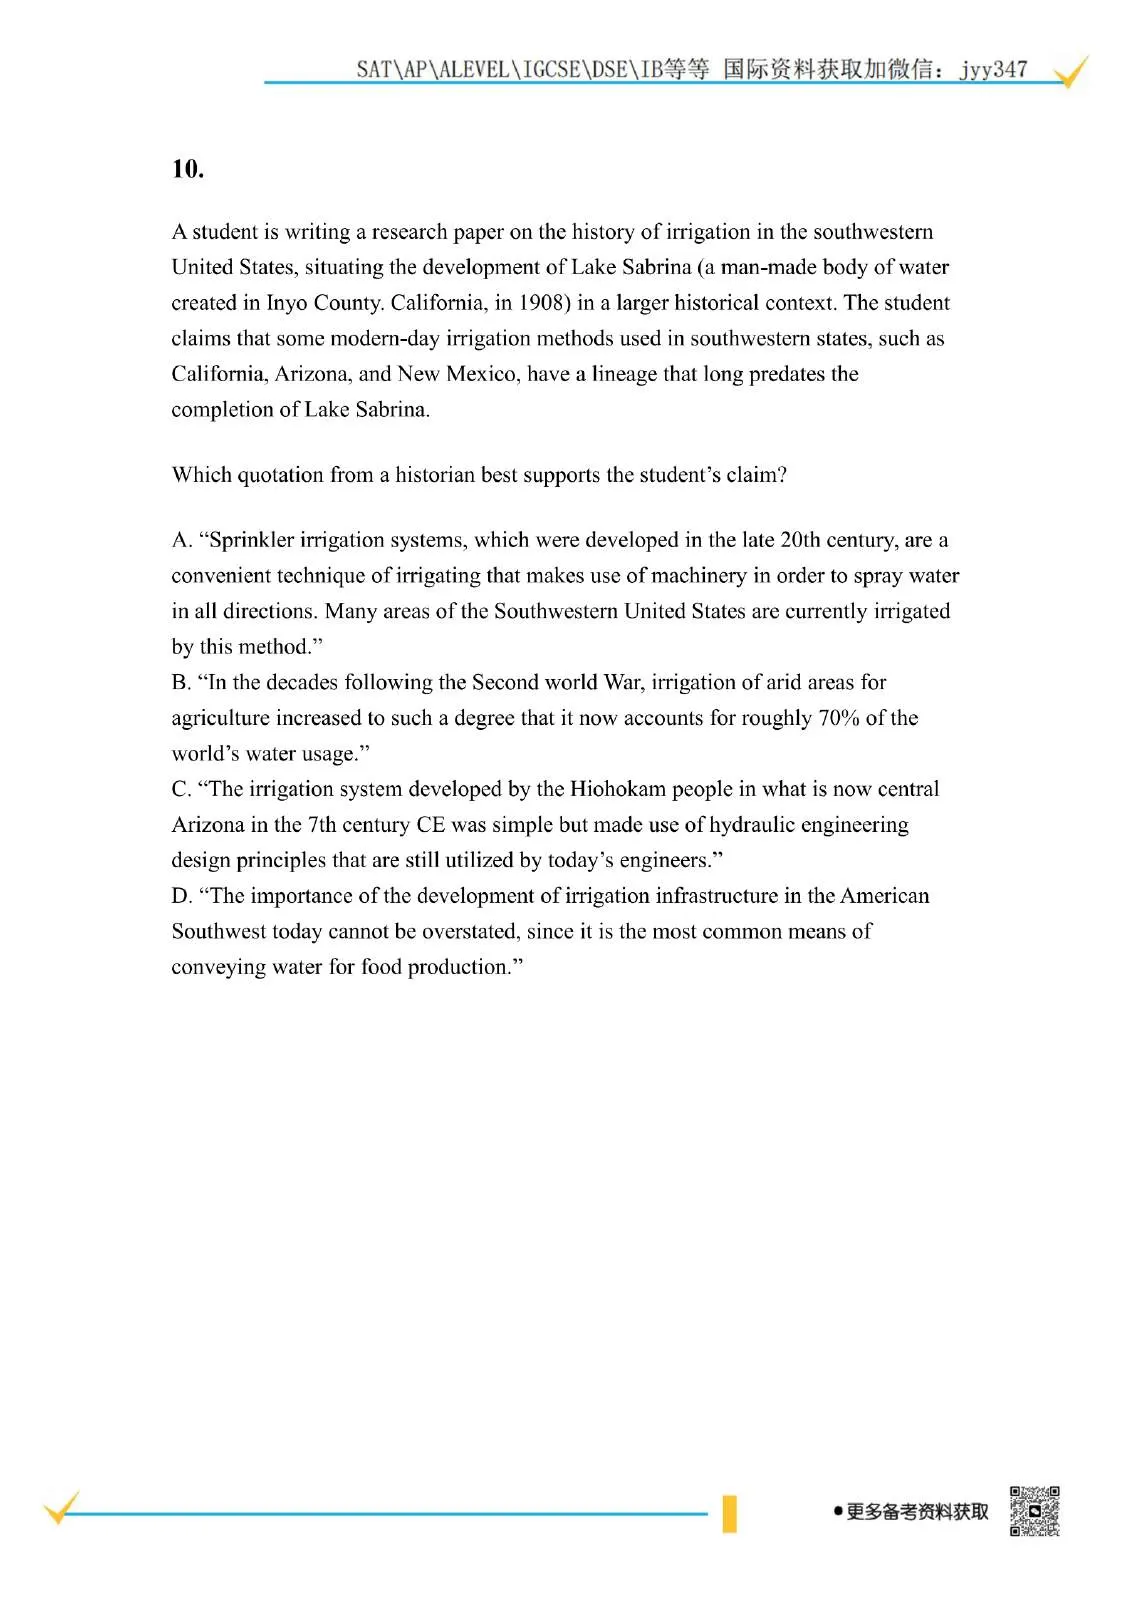 SAT\AP\ALEVEL\IGCSE\DSE\IB等等 国际资料获取加微信：jyy347
10.
A student is writing a research paper on the history of irrigation in the southwestern
United States, situating the development of Lake Sabrina (a man-made body of water
created in Inyo County. California, in 1908) in a larger historical context. The student
claims that some modern-day irrigation methods used in southwestern states, such as
California, Arizona, and New Mexico, have a lineage that long predates the
completion of Lake Sabrina.
Which quotation from a historian best supports the student’s claim?
A. “Sprinkler irrigation systems, which were developed in the late 20th century, are a
convenient technique of irrigating that makes use of machinery in order to spray water
in all directions. Many areas of the Southwestern United States are currently irrigated
by this method.”
B. “In the decades following the Second world War, irrigation of arid areas for
agriculture increased to such a degree that it now accounts for roughly 70% of the
world’s water usage.”
C. “The irrigation system developed by the Hiohokam people in what is now central
Arizona in the 7th century CE was simple but made use of hydraulic engineering
design principles that are still utilized by today’s engineers.”
D. “The importance of the development of irrigation infrastructure in the American
Southwest today cannot be overstated, since it is the most common means of
conveying water for food production.”
•更多备考资料获取